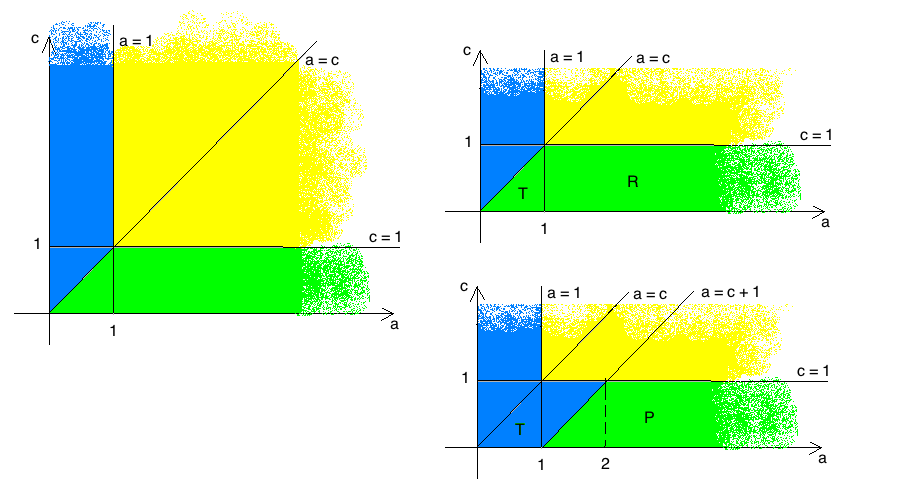 c
a = 1
a = c
1
c = 1
1
a
c
a = 1
a = c
1
c = 1
T
R
1
a
c
a = 1
a = c
a = c + 1
1
c = 1
T
P
1
2
a